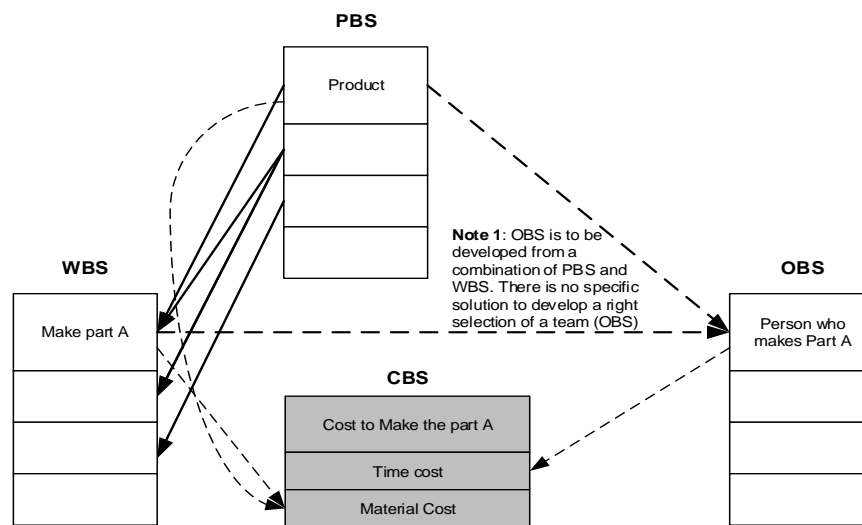 PBS
Product
Note 1: OBS is to be
developed from a
combination of PBS and
WBS. There is no specific
solution to develop a right
selection of a team (OBS)
WBS
OBS
Make part A
Person who
makes Part A
CBS
Cost to Make the part A
Time cost
Material Cost